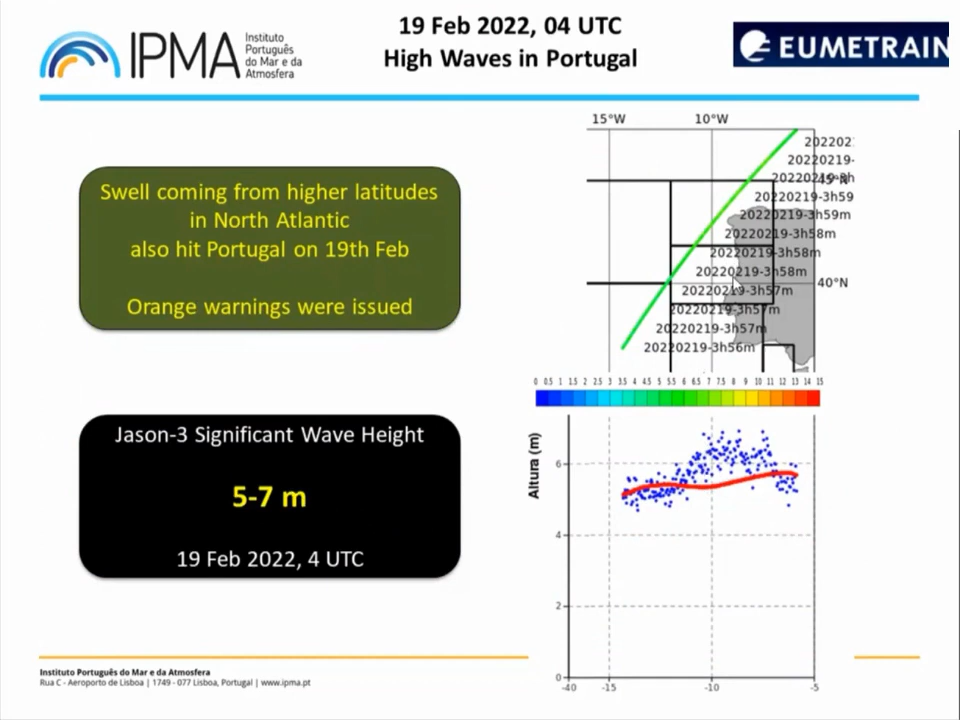 IPMA
Instituto
Português
do Mar e da
Atmosfera
19 Feb 2022, 04 UTC
High Waves in Portugal
EUMETRAIN
Swell coming from higher latitudes
in North Atlantic
also hit Portugal on 19th Feb
Orange warnings were issued
Jason-3 Significant Wave Height
5-7 m
19 Feb 2022, 4 UTC
15°W 10°W
202202
20220219-
20220219-3h
45°N
20220219-3h59
20220219-3h59m
20220219-3h58m
20220219-3h58m
20220219-3h58m
40°N
20220219-3h57m
20220219-3h57m
20220219-3h57m
20220219-3h56m
0 0.5 1 1.5 2 2.5 3 3.5 4 4.5 5 5.5 6 6.5 7 7.5 8 9 10 11 12 13 14 15
Altura (m)
6
4
2
0
-40 -15 -10 -5
Instituto Português do Mar e da Atmosfera
Rua C - Aeroporto de Lisboa | 1749 - 077 Lisboa, Portugal | www.ipma.pt